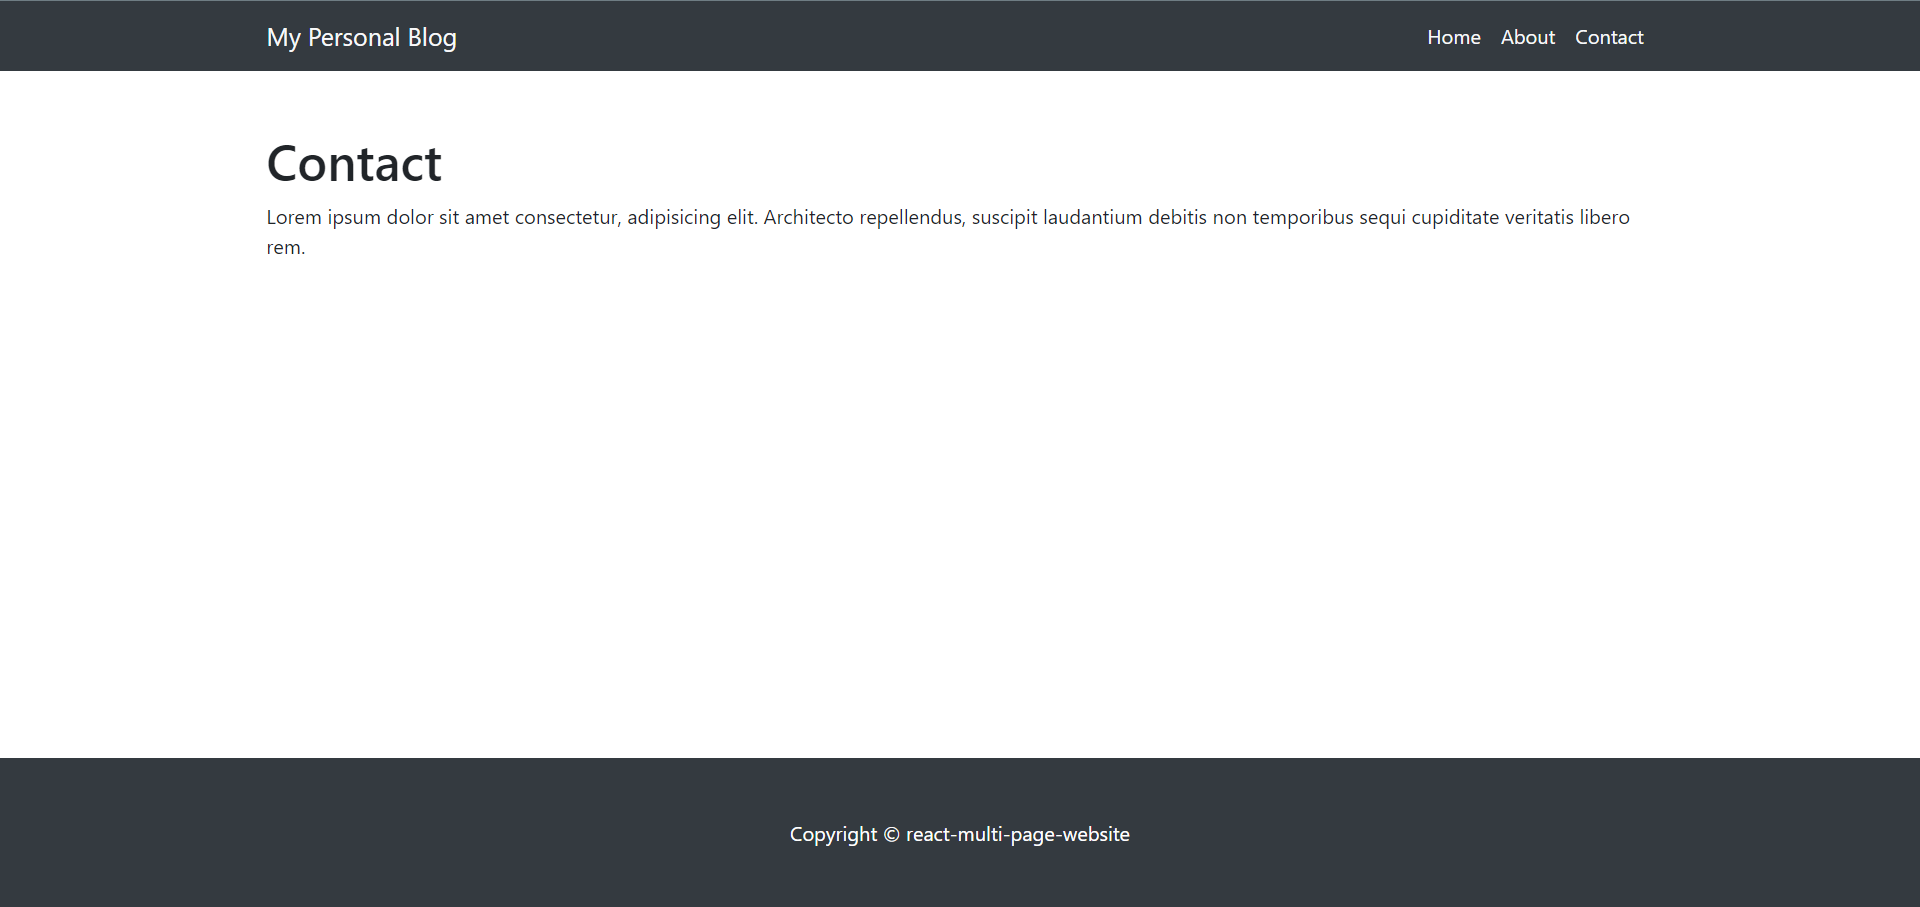 My Personal Blog
Home About Contact
Contact
Lorem ipsum dolor sit amet consectetur, adipisicing elit. Architecto repellendus, suscipit laudantium debitis non temporibus sequi cupiditate veritatis libero
rem.
Copyright © react-multi-page-website